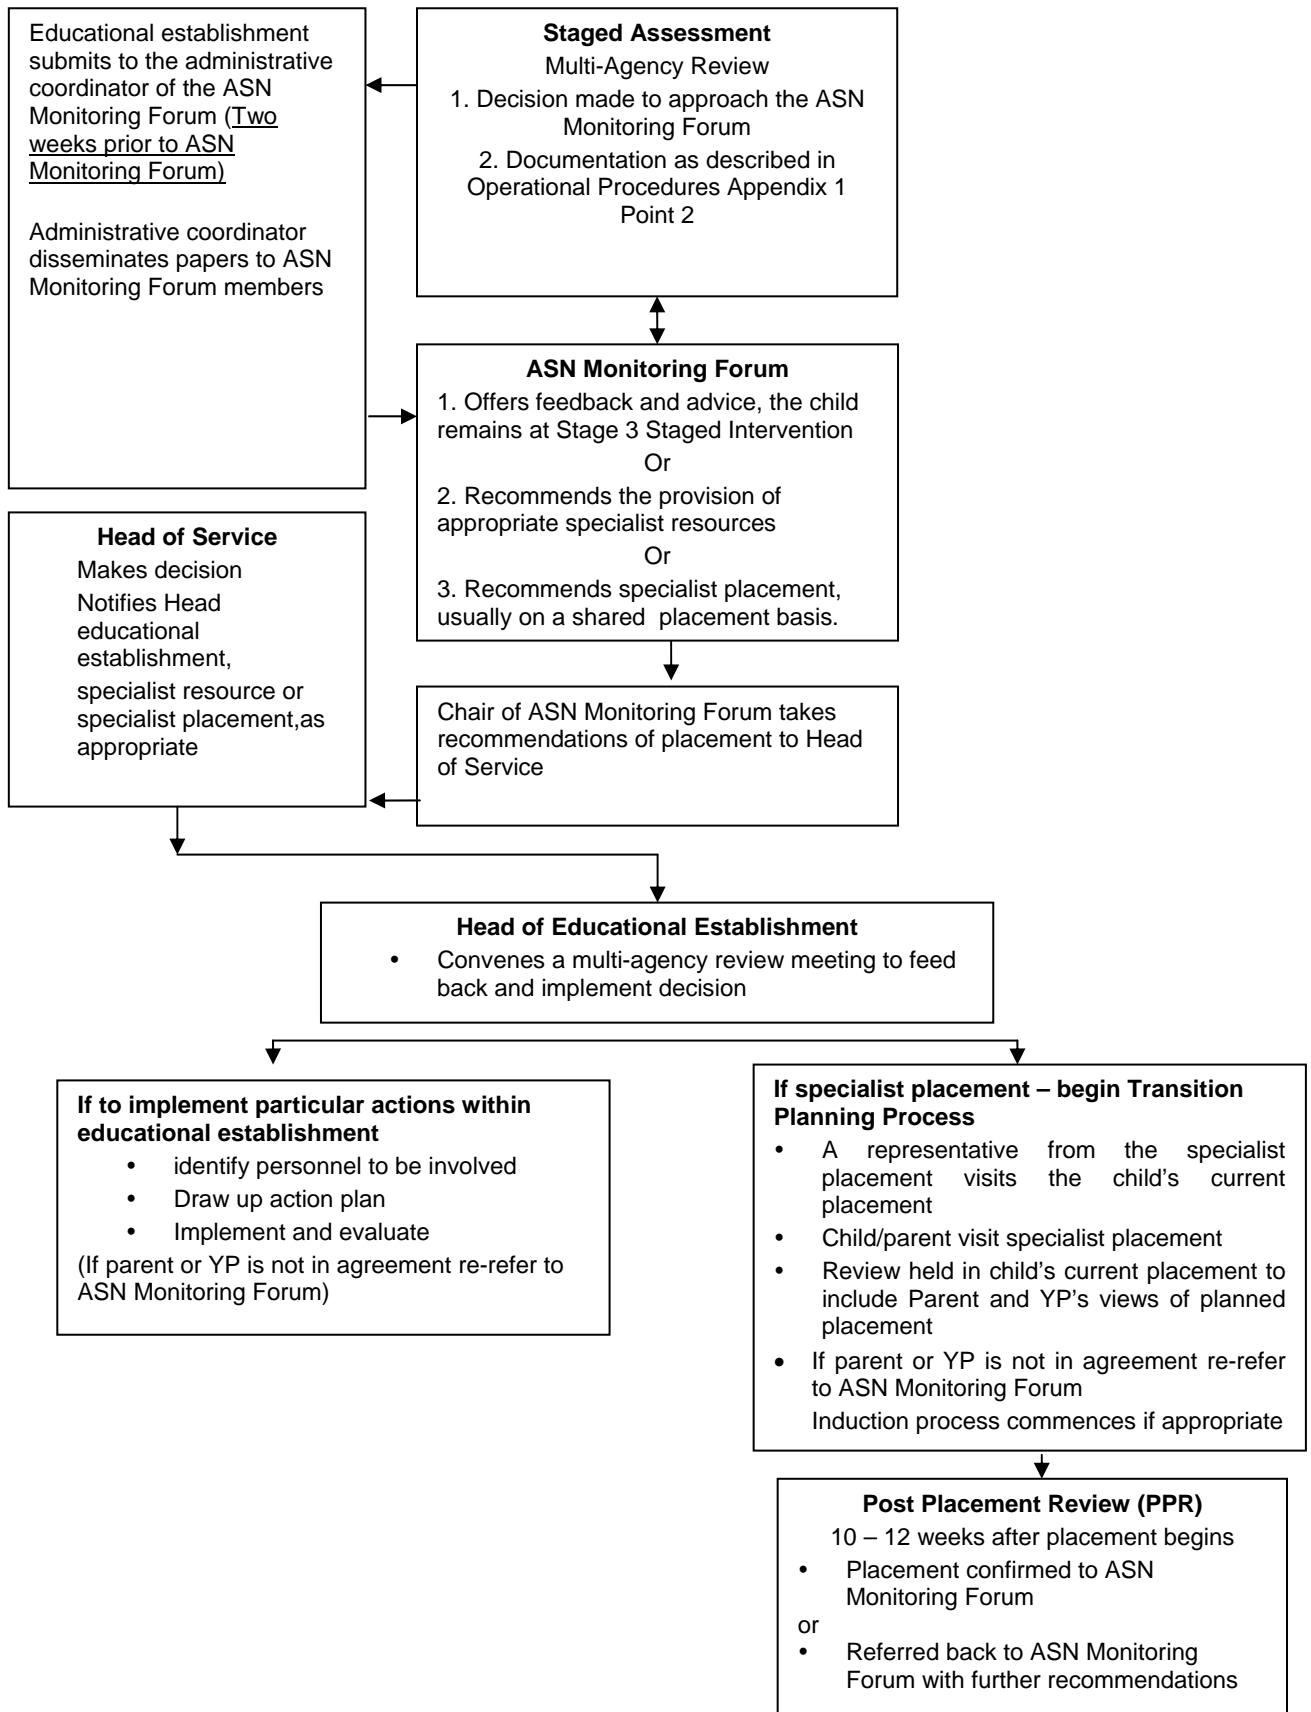 Educational establishment
submits to the administrative
coordinator of the ASN
Monitoring Forum (Two
weeks prior to ASN
Monitoring Forum)
Administrative coordinator
disseminates papers to ASN
Monitoring Forum members
Staged Assessment
Multi-Agency Review
1. Decision made to approach the ASN
Monitoring Forum
2. Documentation as described in
Operational Procedures Appendix 1
Point 2
ASN Monitoring Forum
1. Offers feedback and advice, the child
remains at Stage 3 Staged Intervention
Or
2. Recommends the provision of
appropriate specialist resources
Or
3. Recommends specialist placement,
usually on a shared placement basis.
Head of Service
Makes decision
Notifies Head
educational
establishment,
specialist resource or
specialist placement,as
appropriate
Chair of ASN Monitoring Forum takes
recommendations of placement to Head
of Service
Head of Educational Establishment
• Convenes a multi-agency review meeting to feed
back and implement decision
If to implement particular actions within
educational establishment
• identify personnel to be involved
• Draw up action plan
• Implement and evaluate
(If parent or YP is not in agreement re-refer to
ASN Monitoring Forum)
If specialist placement – begin Transition
Planning Process
• A representative from the specialist
placement visits the child's current
placement
• Child/parent visit specialist placement
• Review held in child's current placement to
include Parent and YP's views of planned
placement
• If parent or YP is not in agreement re-refer
to ASN Monitoring Forum
Induction process commences if appropriate
Post Placement Review (PPR)
10 – 12 weeks after placement begins
• Placement confirmed to ASN
Monitoring Forum
or
• Referred back to ASN Monitoring
Forum with further recommendations